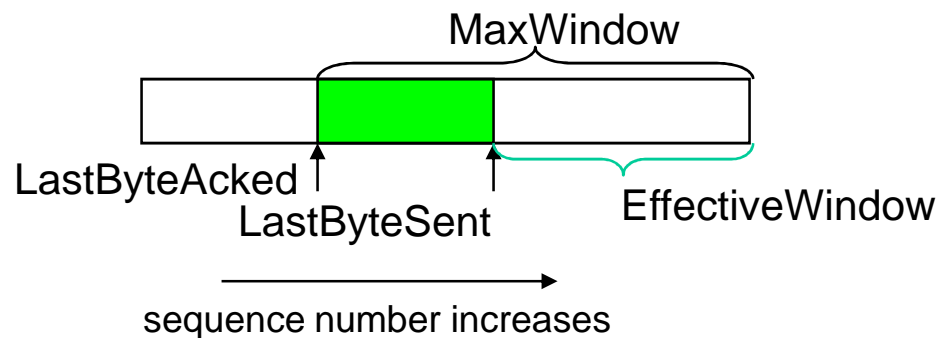 MaxWindow
LastByteAcked
LastByteSent
EffectiveWindow
sequence number increases